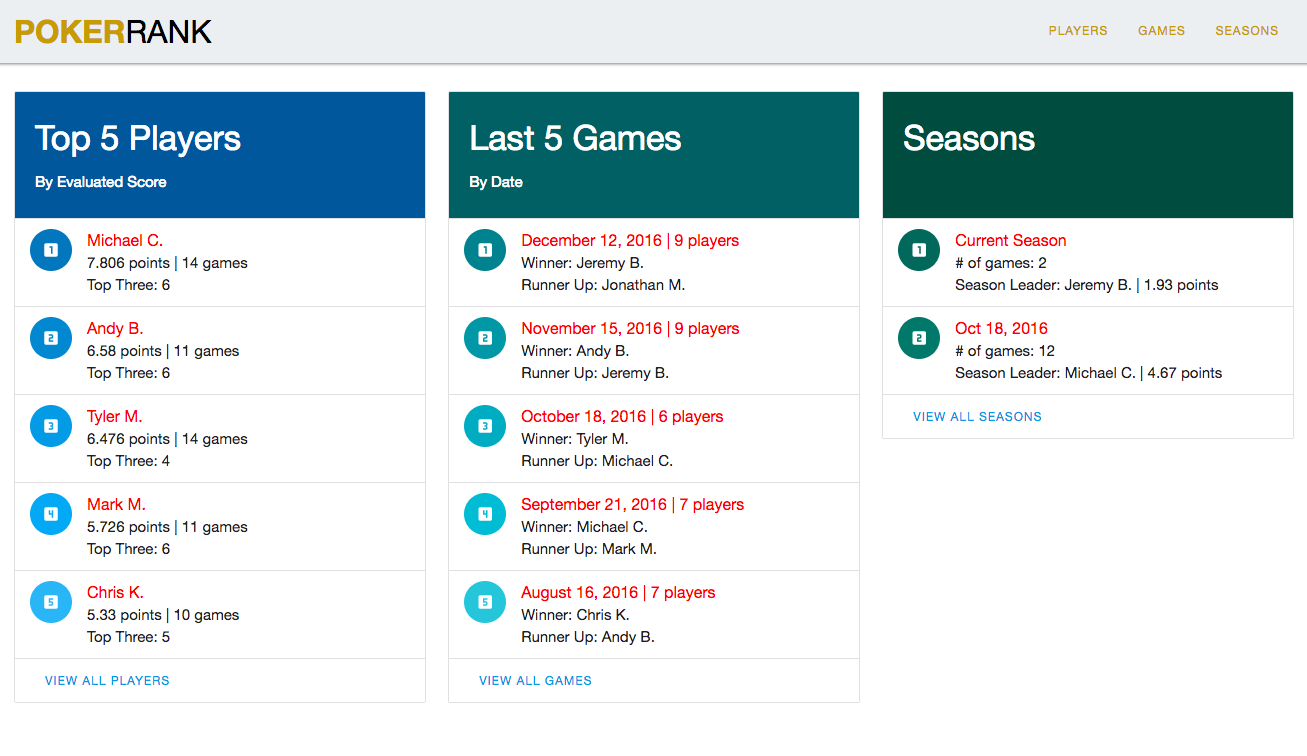 POKERRANK
PLAYERS GAMES SEASONS
Top 5 Players
By Evaluated Score
1
Michael C.
7.806 points | 14 games
Top Three: 6
2
Andy B.
6.58 points | 11 games
Top Three: 6
3
Tyler M.
6.476 points | 14 games
Top Three: 4
4
Mark M.
5.726 points | 11 games
Top Three: 6
5
Chris K.
5.33 points | 10 games
Top Three: 5
VIEW ALL PLAYERS
Last 5 Games
By Date
1
December 12, 2016 | 9 players
Winner: Jeremy B.
Runner Up: Jonathan M.
2
November 15, 2016 | 9 players
Winner: Andy B.
Runner Up: Jeremy B.
3
October 18, 2016 | 6 players
Winner: Tyler M.
Runner Up: Michael C.
4
September 21, 2016 | 7 players
Winner: Michael C.
Runner Up: Mark M.
5
August 16, 2016 | 7 players
Winner: Chris K.
Runner Up: Andy B.
VIEW ALL GAMES
Seasons
1
Current Season
# of games: 2
Season Leader: Jeremy B. | 1.93 points
2
Oct 18, 2016
# of games: 12
Season Leader: Michael C. | 4.67 points
VIEW ALL SEASONS